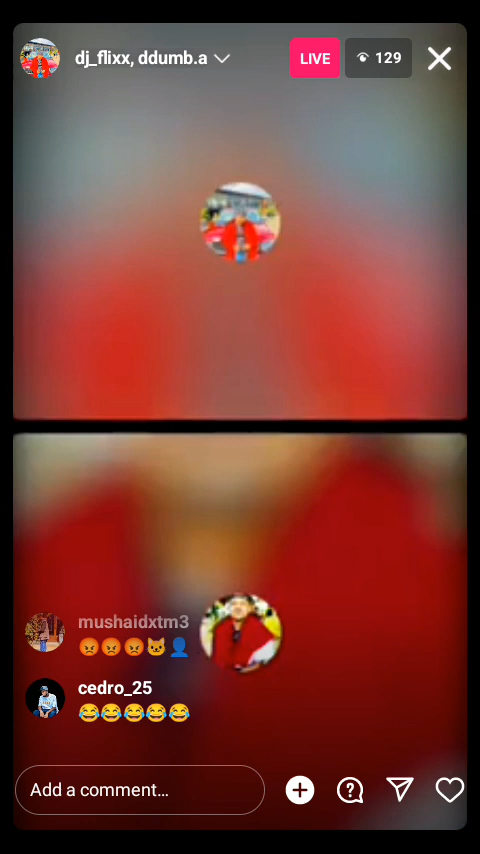 dj_flixx, ddumb.a
LIVE
129
mushaidxtm3
😡😡😡🐱👤
cedro_25
😂😂😂😂😂
Add a comment...